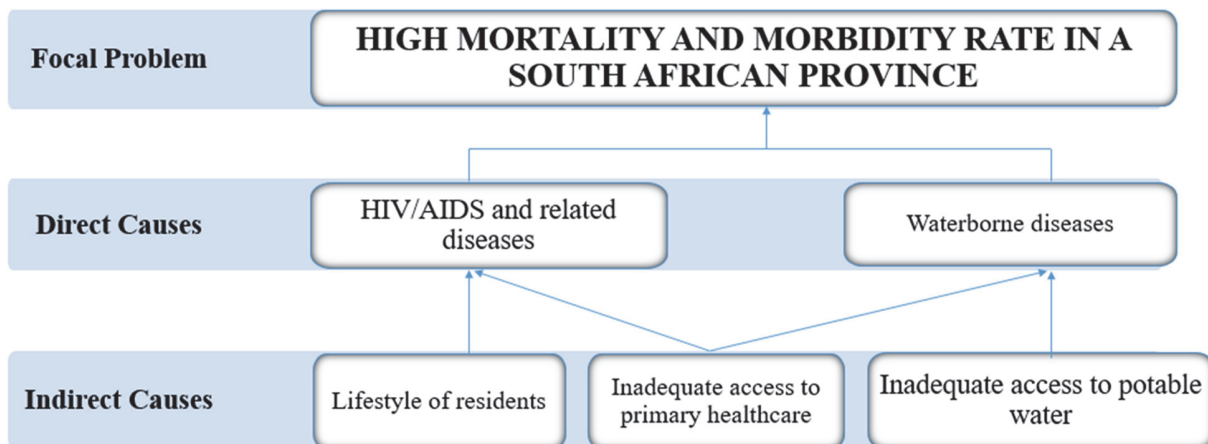 Focal Problem
HIGH MORTALITY AND MORBIDITY RATE IN A
SOUTH AFRICAN PROVINCE
Direct Causes
HIV/AIDS and related
diseases
Waterborne diseases
Indirect Causes
Lifestyle of residents
Inadequate access to
primary healthcare
Inadequate access to potable
water